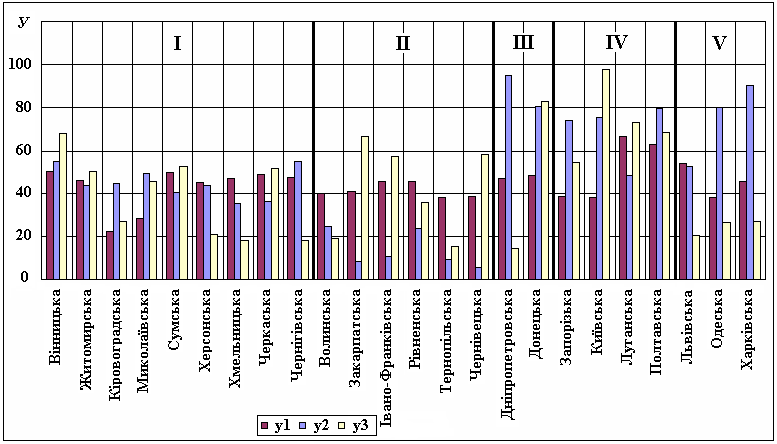 У
I II III IV V
100
80
60
40
20
0
Вінницька
Житомирська
Кіровоградська
Миколаївська
Сумська
Херсонська
Хмельницька
Черкаська
Чернігівська
Волинська
Закарпатська
Івано-Франківська
Рівненська
Тернопільська
Чернівецька
Дніпропетровська
Донецька
Запорізька
Київська
Луганська
Полтавська
Львівська
Одеська
Харківська
y1 y2 y3